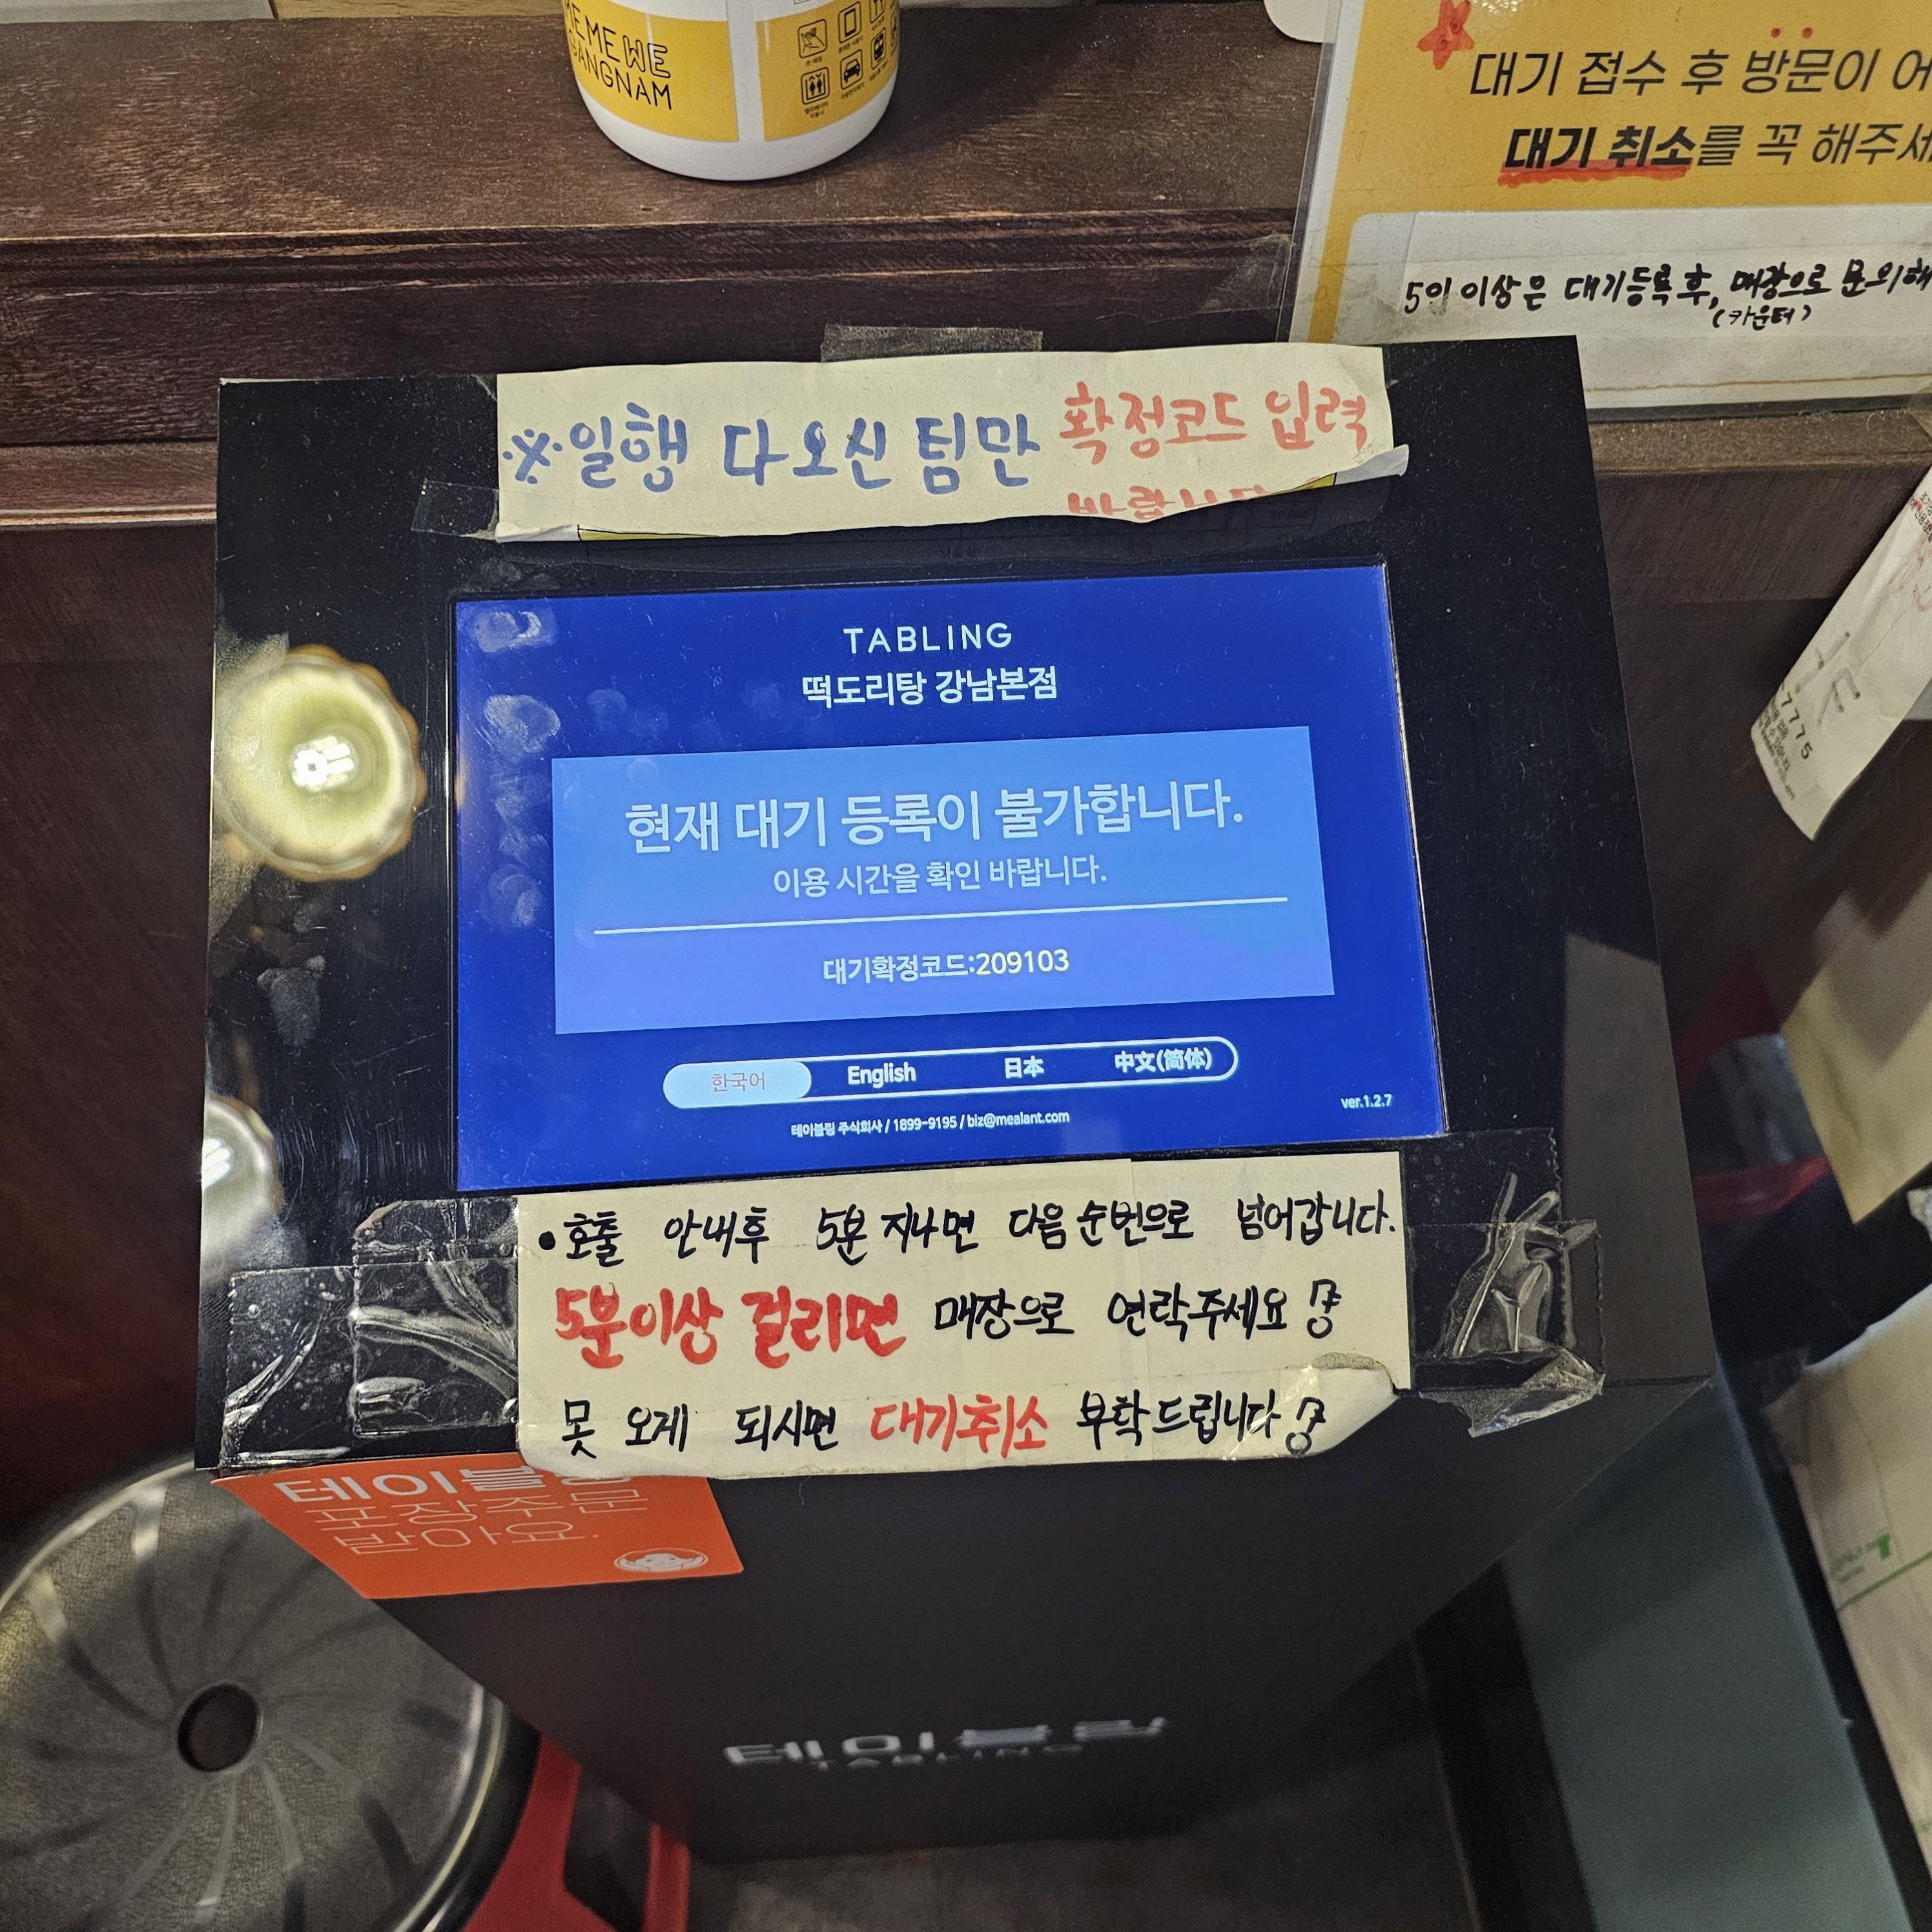 MEME WE
GANGNAM
대기 접수 후 방문이 어
대기 취소를 꼭 해주세
5인 이상은 대기등록 후, 매장으로 문의해
(카운터)
※일행 다오신 팀만 확정코드 입력
바랍니다
TABLING
떡도리탕 강남본점
현재 대기 등록이 불가합니다.
이용 시간을 확인 바랍니다.
대기확정코드:209103
한국어 English 日本 中文(简体)
테이블링 주식회사 / 1899-9195 / biz@mealant.com
ver.1.2.7
7775
• 호출 안내후 5분 지나면 다음 순번으로 넘어갑니다.
5분이상 걸리면 매장으로 연락주세요
못 오게 되시면 대기취소 부탁드립니다
테이블링
포장주문
받아요.
테이블링
TABLING